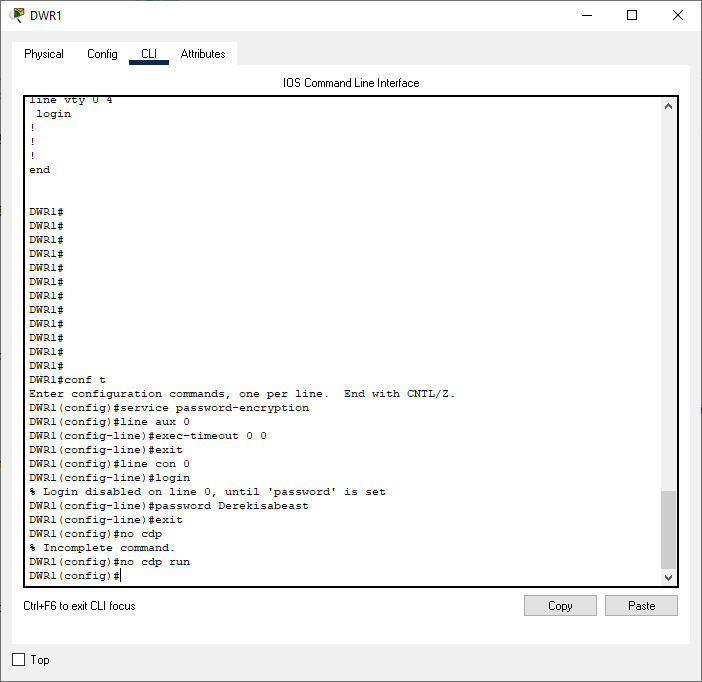 DWR1
Physical Config CLI Attributes
IOS Command Line Interface
line vty 0 4
login
!
!
!
end
DWR1#
DWR1#
DWR1#
DWR1#
DWR1#
DWR1#
DWR1#
DWR1#
DWR1#
DWR1#
DWR1#
DWR1#
DWR1#conf t
Enter configuration commands, one per line.  End with CNTL/Z.
DWR1(config)#service password-encryption
DWR1(config)#line aux 0
DWR1(config-line)#exec-timeout 0 0
DWR1(config-line)#exit
DWR1(config)#line con 0
DWR1(config-line)#login
% Login disabled on line 0, until 'password' is set
DWR1(config-line)#password Derekisabeast
DWR1(config-line)#exit
DWR1(config)#no cdp
% Incomplete command.
DWR1(config)#no cdp run
DWR1(config)#
Ctrl+F6 to exit CLI focus
Copy Paste
Top